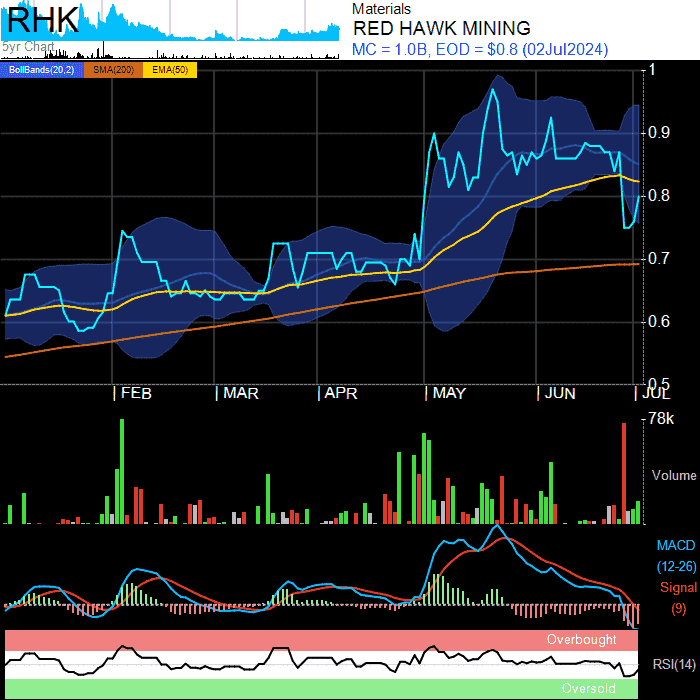 RHK
5yr Chart
Materials
RED HAWK MINING
MC = 1.0B, EOD = $0.8 (02Jul2024)
BollBands(20,2) SMA(200) EMA(50)
1
0.9
0.8
0.7
0.6
0.5
FEB MAR APR MAY JUN JUL
78k
Volume
MACD
(12-26)
Signal
(9)
Overbought
RSI(14)
Oversold